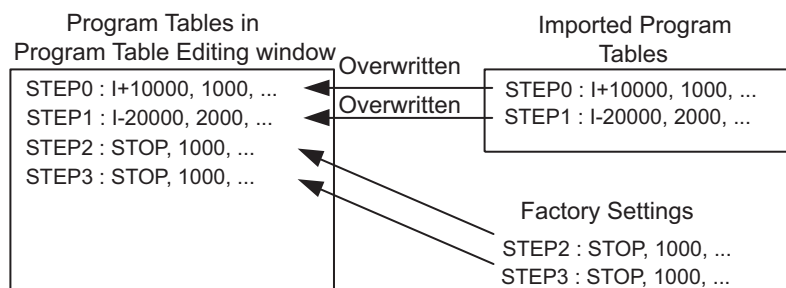 Program Tables in
Program Table Editing window
STEP0 : I+10000, 1000, ...
STEP1 : I-20000, 2000, ...
STEP2 : STOP, 1000, ...
STEP3 : STOP, 1000, ...
Overwritten
Overwritten
Imported Program
Tables
STEP0 : I+10000, 1000, ...
STEP1 : I-20000, 2000, ...
Factory Settings
STEP2 : STOP, 1000, ...
STEP3 : STOP, 1000, ...